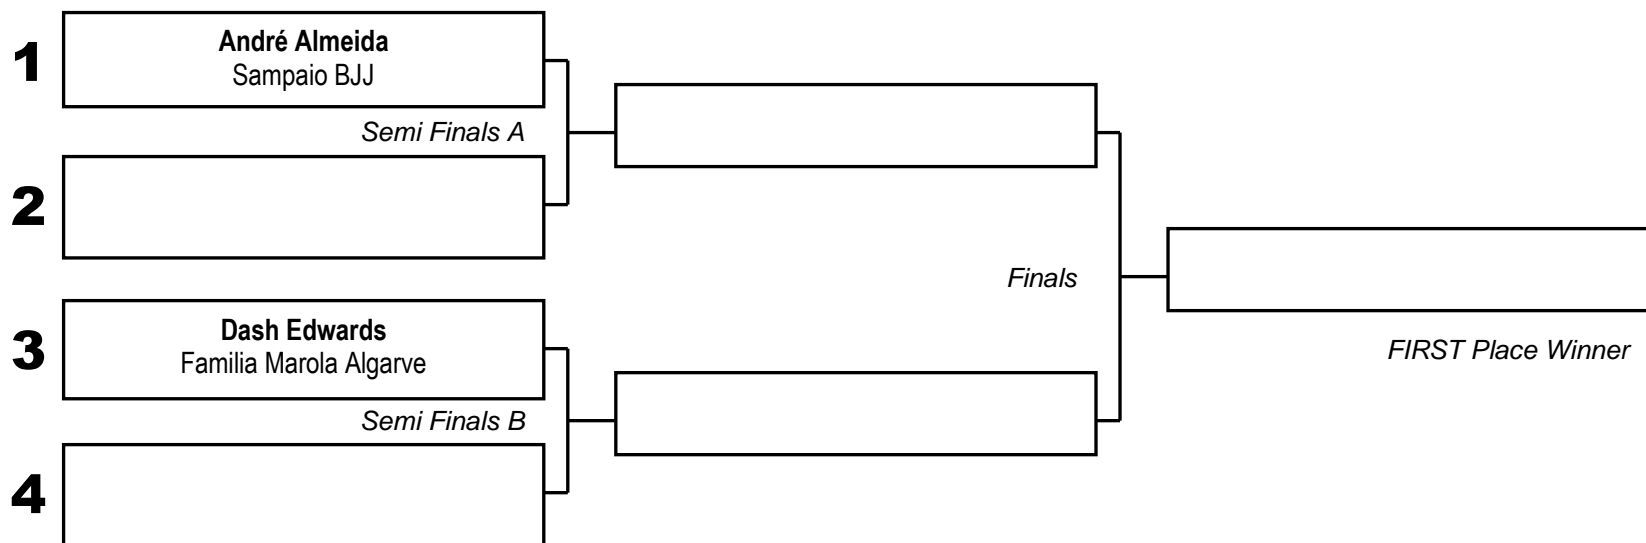 1
André Almeida
Sampaio BJJ
Semi Finals A
2
3
Dash Edwards
Familia Marola Algarve
Semi Finals B
4
Finals
FIRST Place Winner